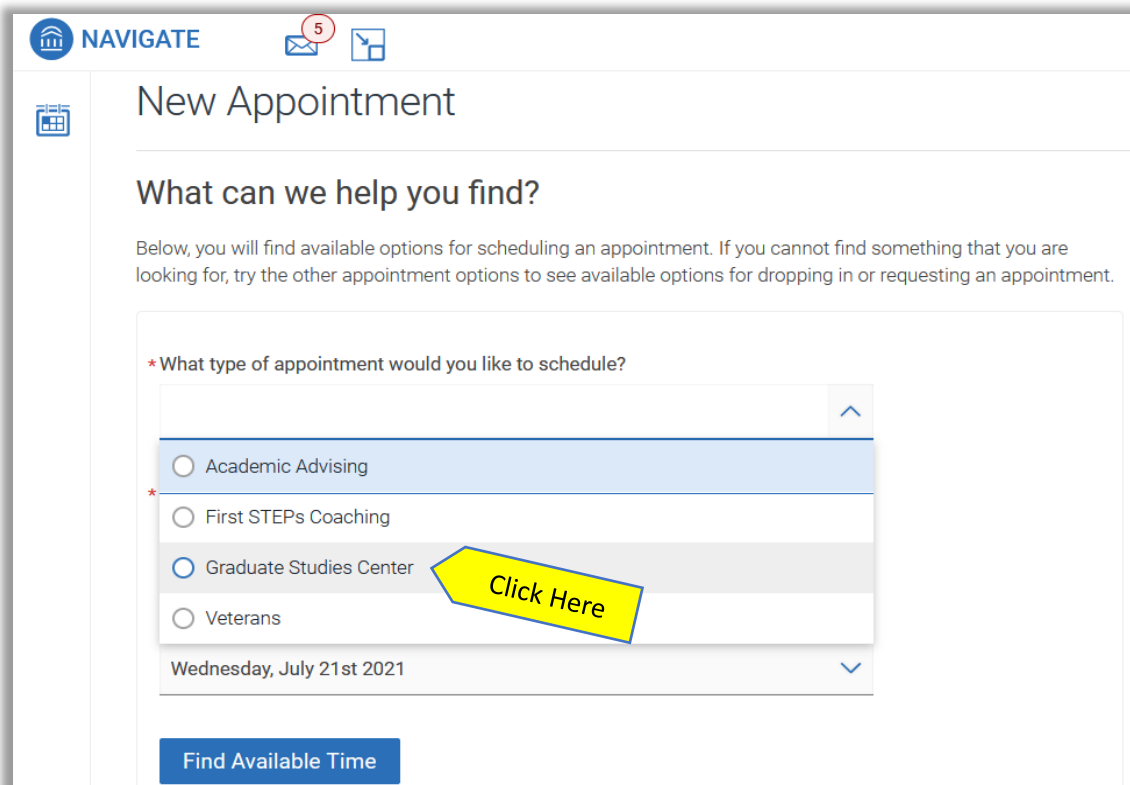 NAVIGATE
5
New Appointment
What can we help you find?
Below, you will find available options for scheduling an appointment. If you cannot find something that you are
looking for, try the other appointment options to see available options for dropping in or requesting an appointment.
*What type of appointment would you like to schedule?
Academic Advising
*
First STEPs Coaching
Graduate Studies Center
Click Here
Veterans
Wednesday, July 21st 2021
Find Available Time